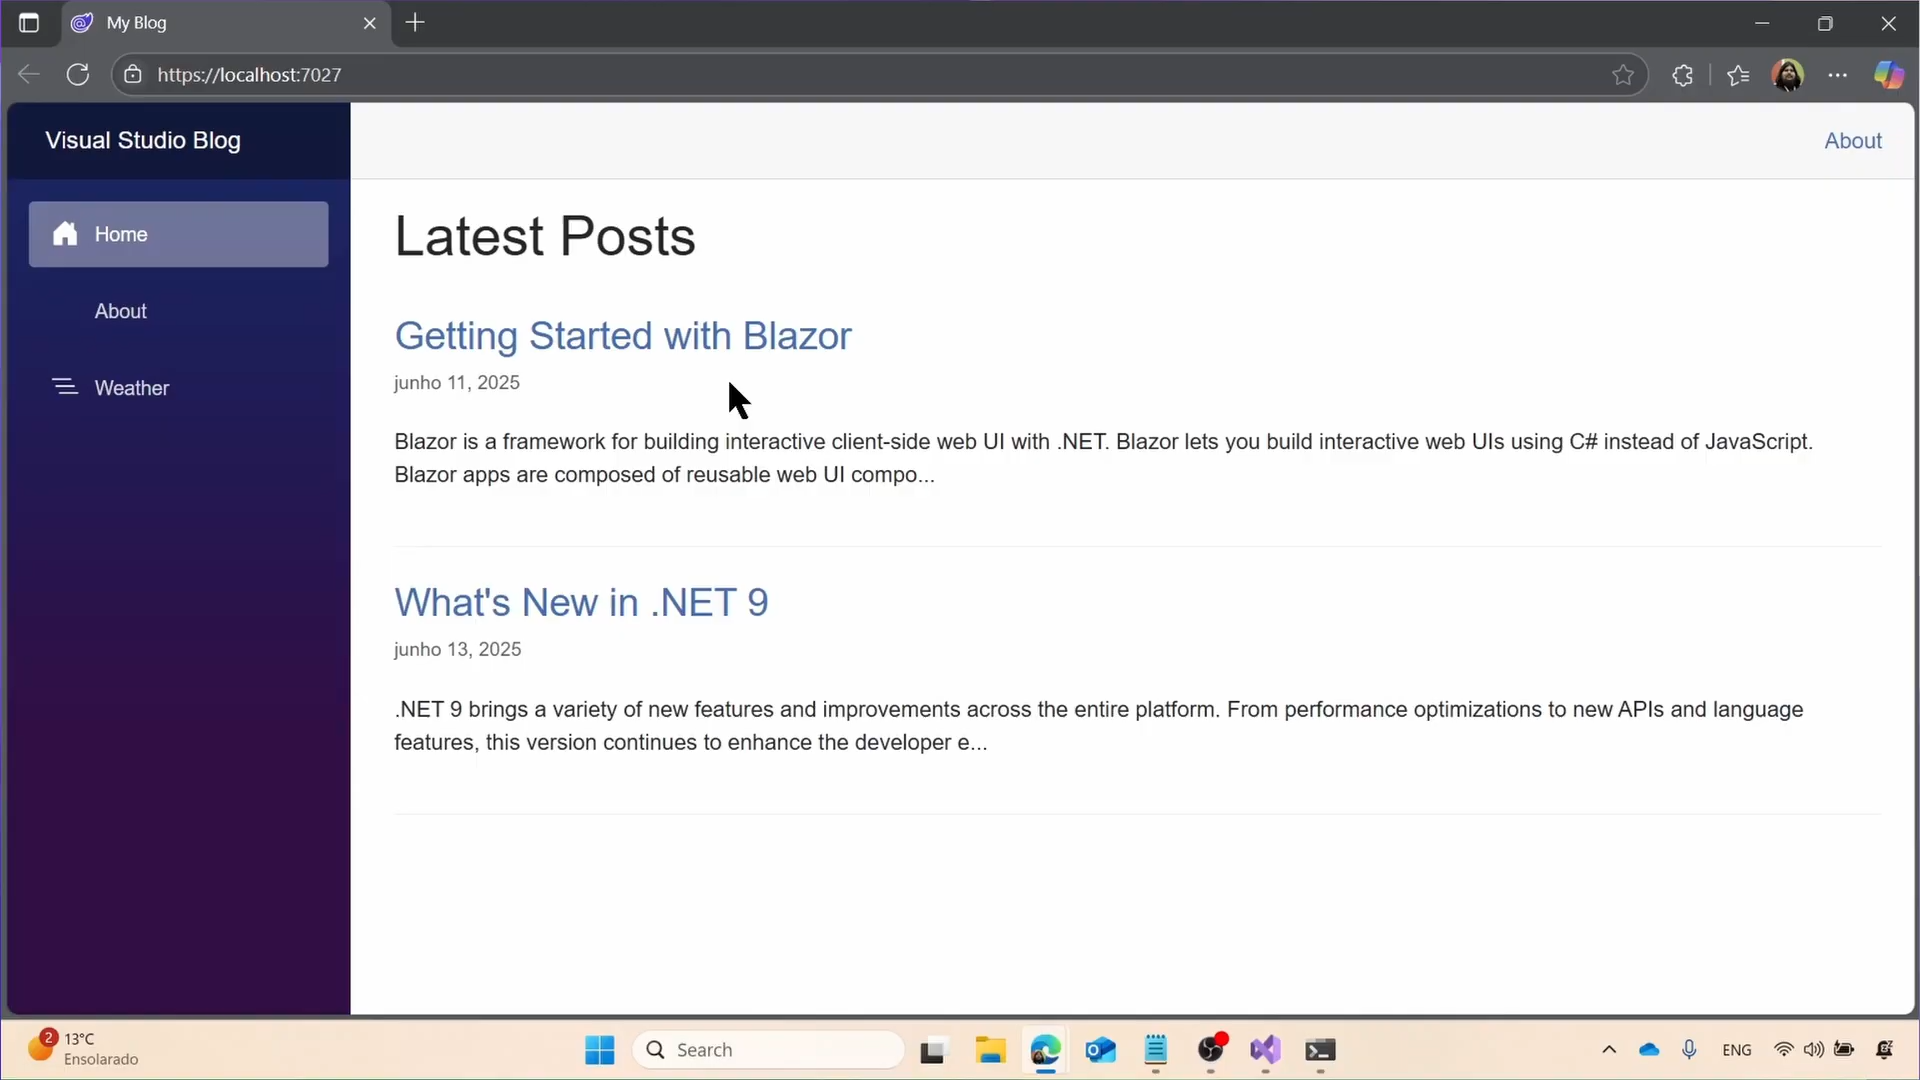 My Blog
https://localhost:7027
Visual Studio Blog
About
Home
About
Weather
Latest Posts
Getting Started with Blazor
junho 11, 2025
Blazor is a framework for building interactive client-side web UI with .NET. Blazor lets you build interactive web UIs using C# instead of JavaScript.
Blazor apps are composed of reusable web UI compo...
What's New in .NET 9
junho 13, 2025
.NET 9 brings a variety of new features and improvements across the entire platform. From performance optimizations to new APIs and language
features, this version continues to enhance the developer e...
2
13°C
Ensolarado
Search
ENG